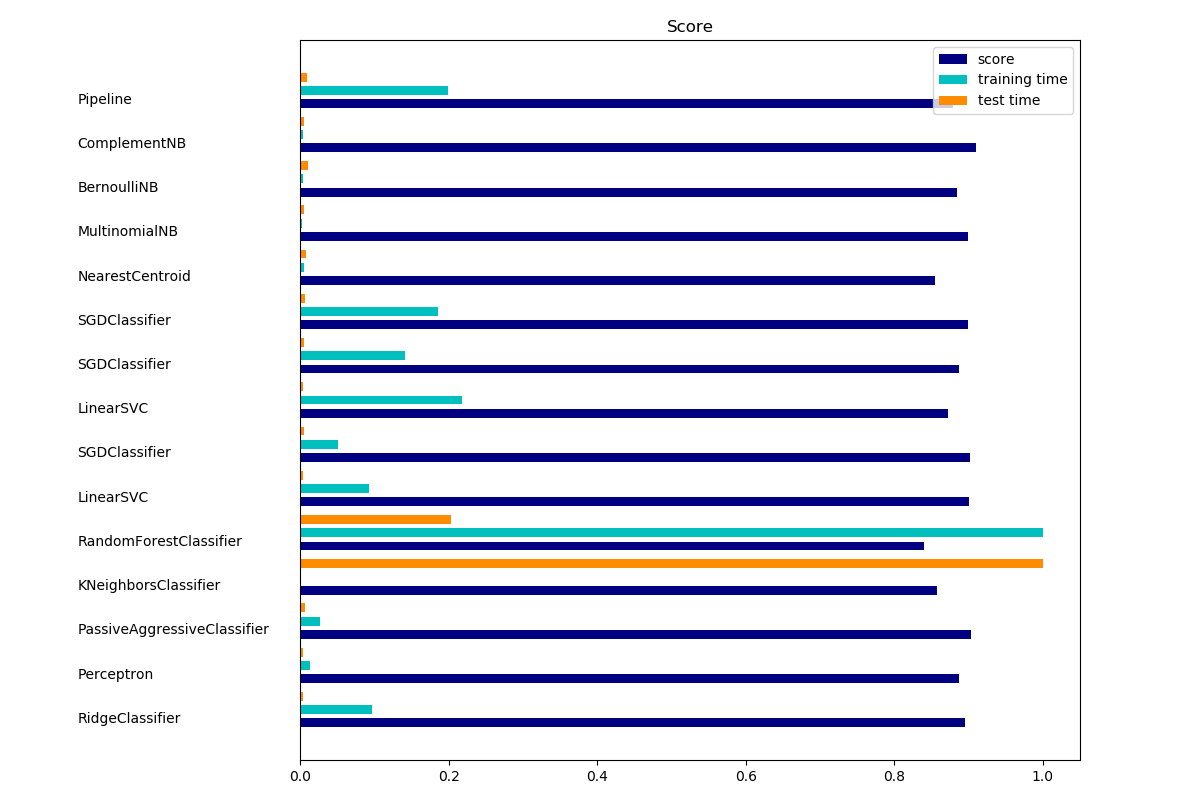 Score
score
training time
test time
Pipeline
ComplementNB
BernoulliNB
MultinomialNB
NearestCentroid
SGDClassifier
SGDClassifier
LinearSVC
SGDClassifier
LinearSVC
RandomForestClassifier
KNeighborsClassifier
PassiveAggressiveClassifier
Perceptron
RidgeClassifier
0.0 0.2 0.4 0.6 0.8 1.0